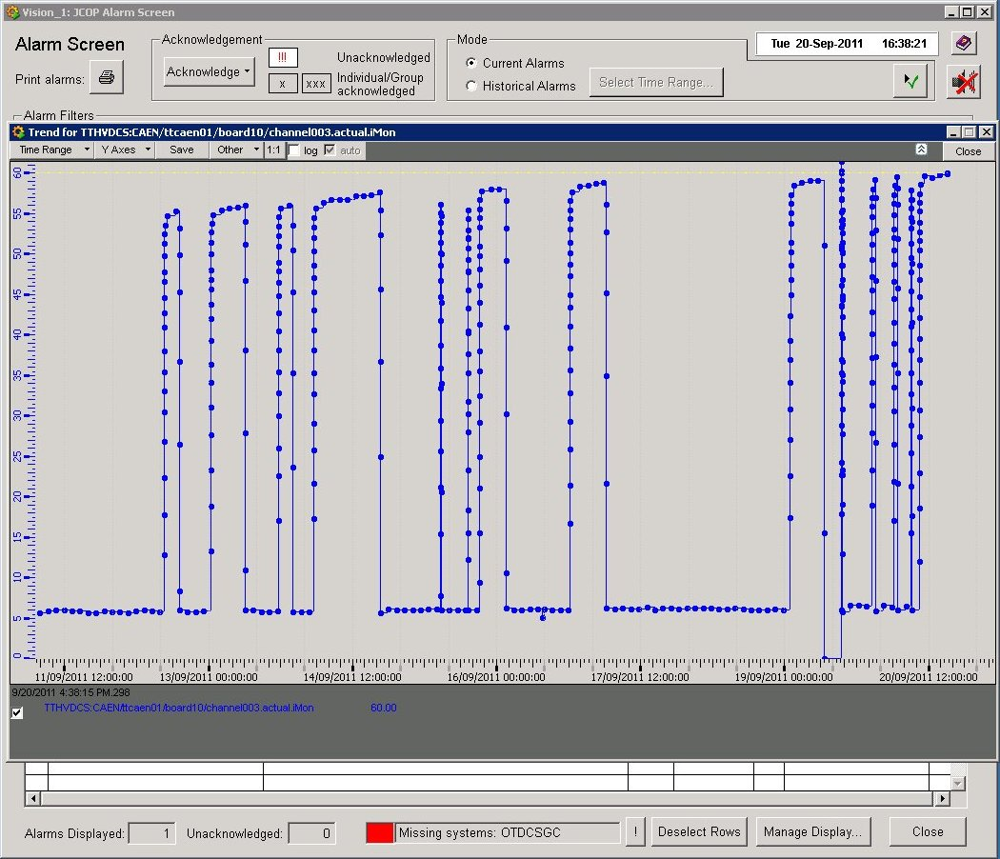 Vision_1: JCOP Alarm Screen
Alarm Screen
Print alarms:
Acknowledgement
Acknowledge
!!! Unacknowledged
x xxx Individual/Group
acknowledged
Mode
Current Alarms
Historical Alarms
Select Time Range...
Tue 20-Sep-2011 16:38:21
Alarm Filters
Trend for TTHVDCS:CAEN/ttcaen01/board10/channel003.actual.iMon
Time Range Y Axes Save Other 1:1 log auto Close
60
55
50
45
40
35
30
25
20
15
10
5
0
11/09/2011 12:00:00 13/09/2011 00:00:00 14/09/2011 12:00:00 16/09/2011 00:00:00 17/09/2011 12:00:00 19/09/2011 00:00:00 20/09/2011 12:00:00
9/20/2011 4:38:15 PM.298
TTHVDCS:CAEN/ttcaen01/board10/channel003.actual.iMon 60.00
Alarms Displayed: 1 Unacknowledged: 0 Missing systems: OTDCSGC ! Deselect Rows Manage Display... Close